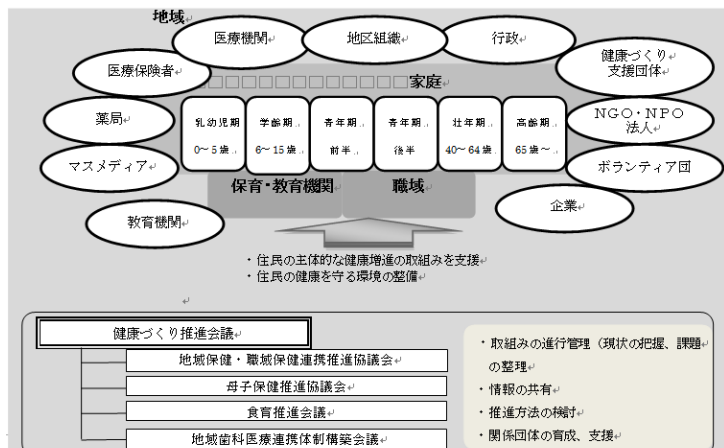 地域
医療機関
地区組織
行政
医療保険者
健康づくり
支援団体
家庭
薬局
NGO・NPO
法人
乳幼児期
0～5歳
学齢期
6～15歳
青年期
前半
青年期
後半
壮年期
40～64歳
高齢期
65歳～
マスメディア
ボランティア団
保育・教育機関
職域
教育機関
企業
・住民の主体的な健康増進の取組みを支援
・住民の健康を守る環境の整備
健康づくり推進会議
地域保健・職域保健連携推進協議会
母子保健推進協議会
食育推進会議
地域歯科医療連携体制構築会議
・取組みの進行管理（現状の把握、課題
の整理
・情報の共有
・推進方法の検討
・関係団体の育成、支援